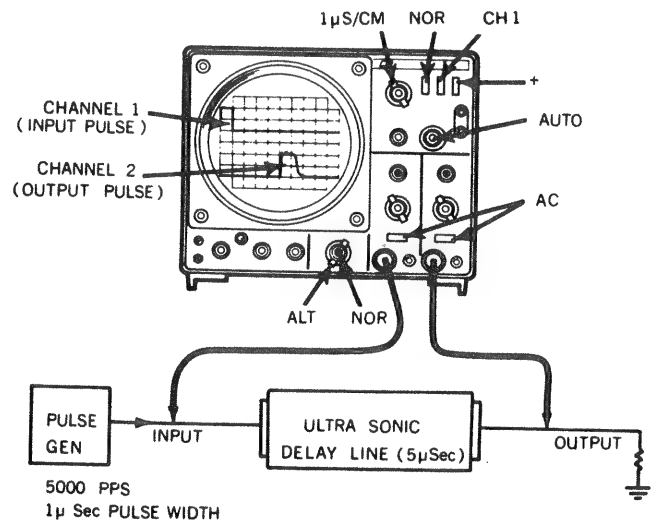 1µS/CM NOR CH 1
+
CHANNEL 1
(INPUT PULSE)
AUTO
CHANNEL 2
(OUTPUT PULSE)
AC
ALT NOR
PULSE
GEN
INPUT
ULTRA SONIC
DELAY LINE (5µSec)
OUTPUT
5000 PPS
1µ Sec PULSE WIDTH